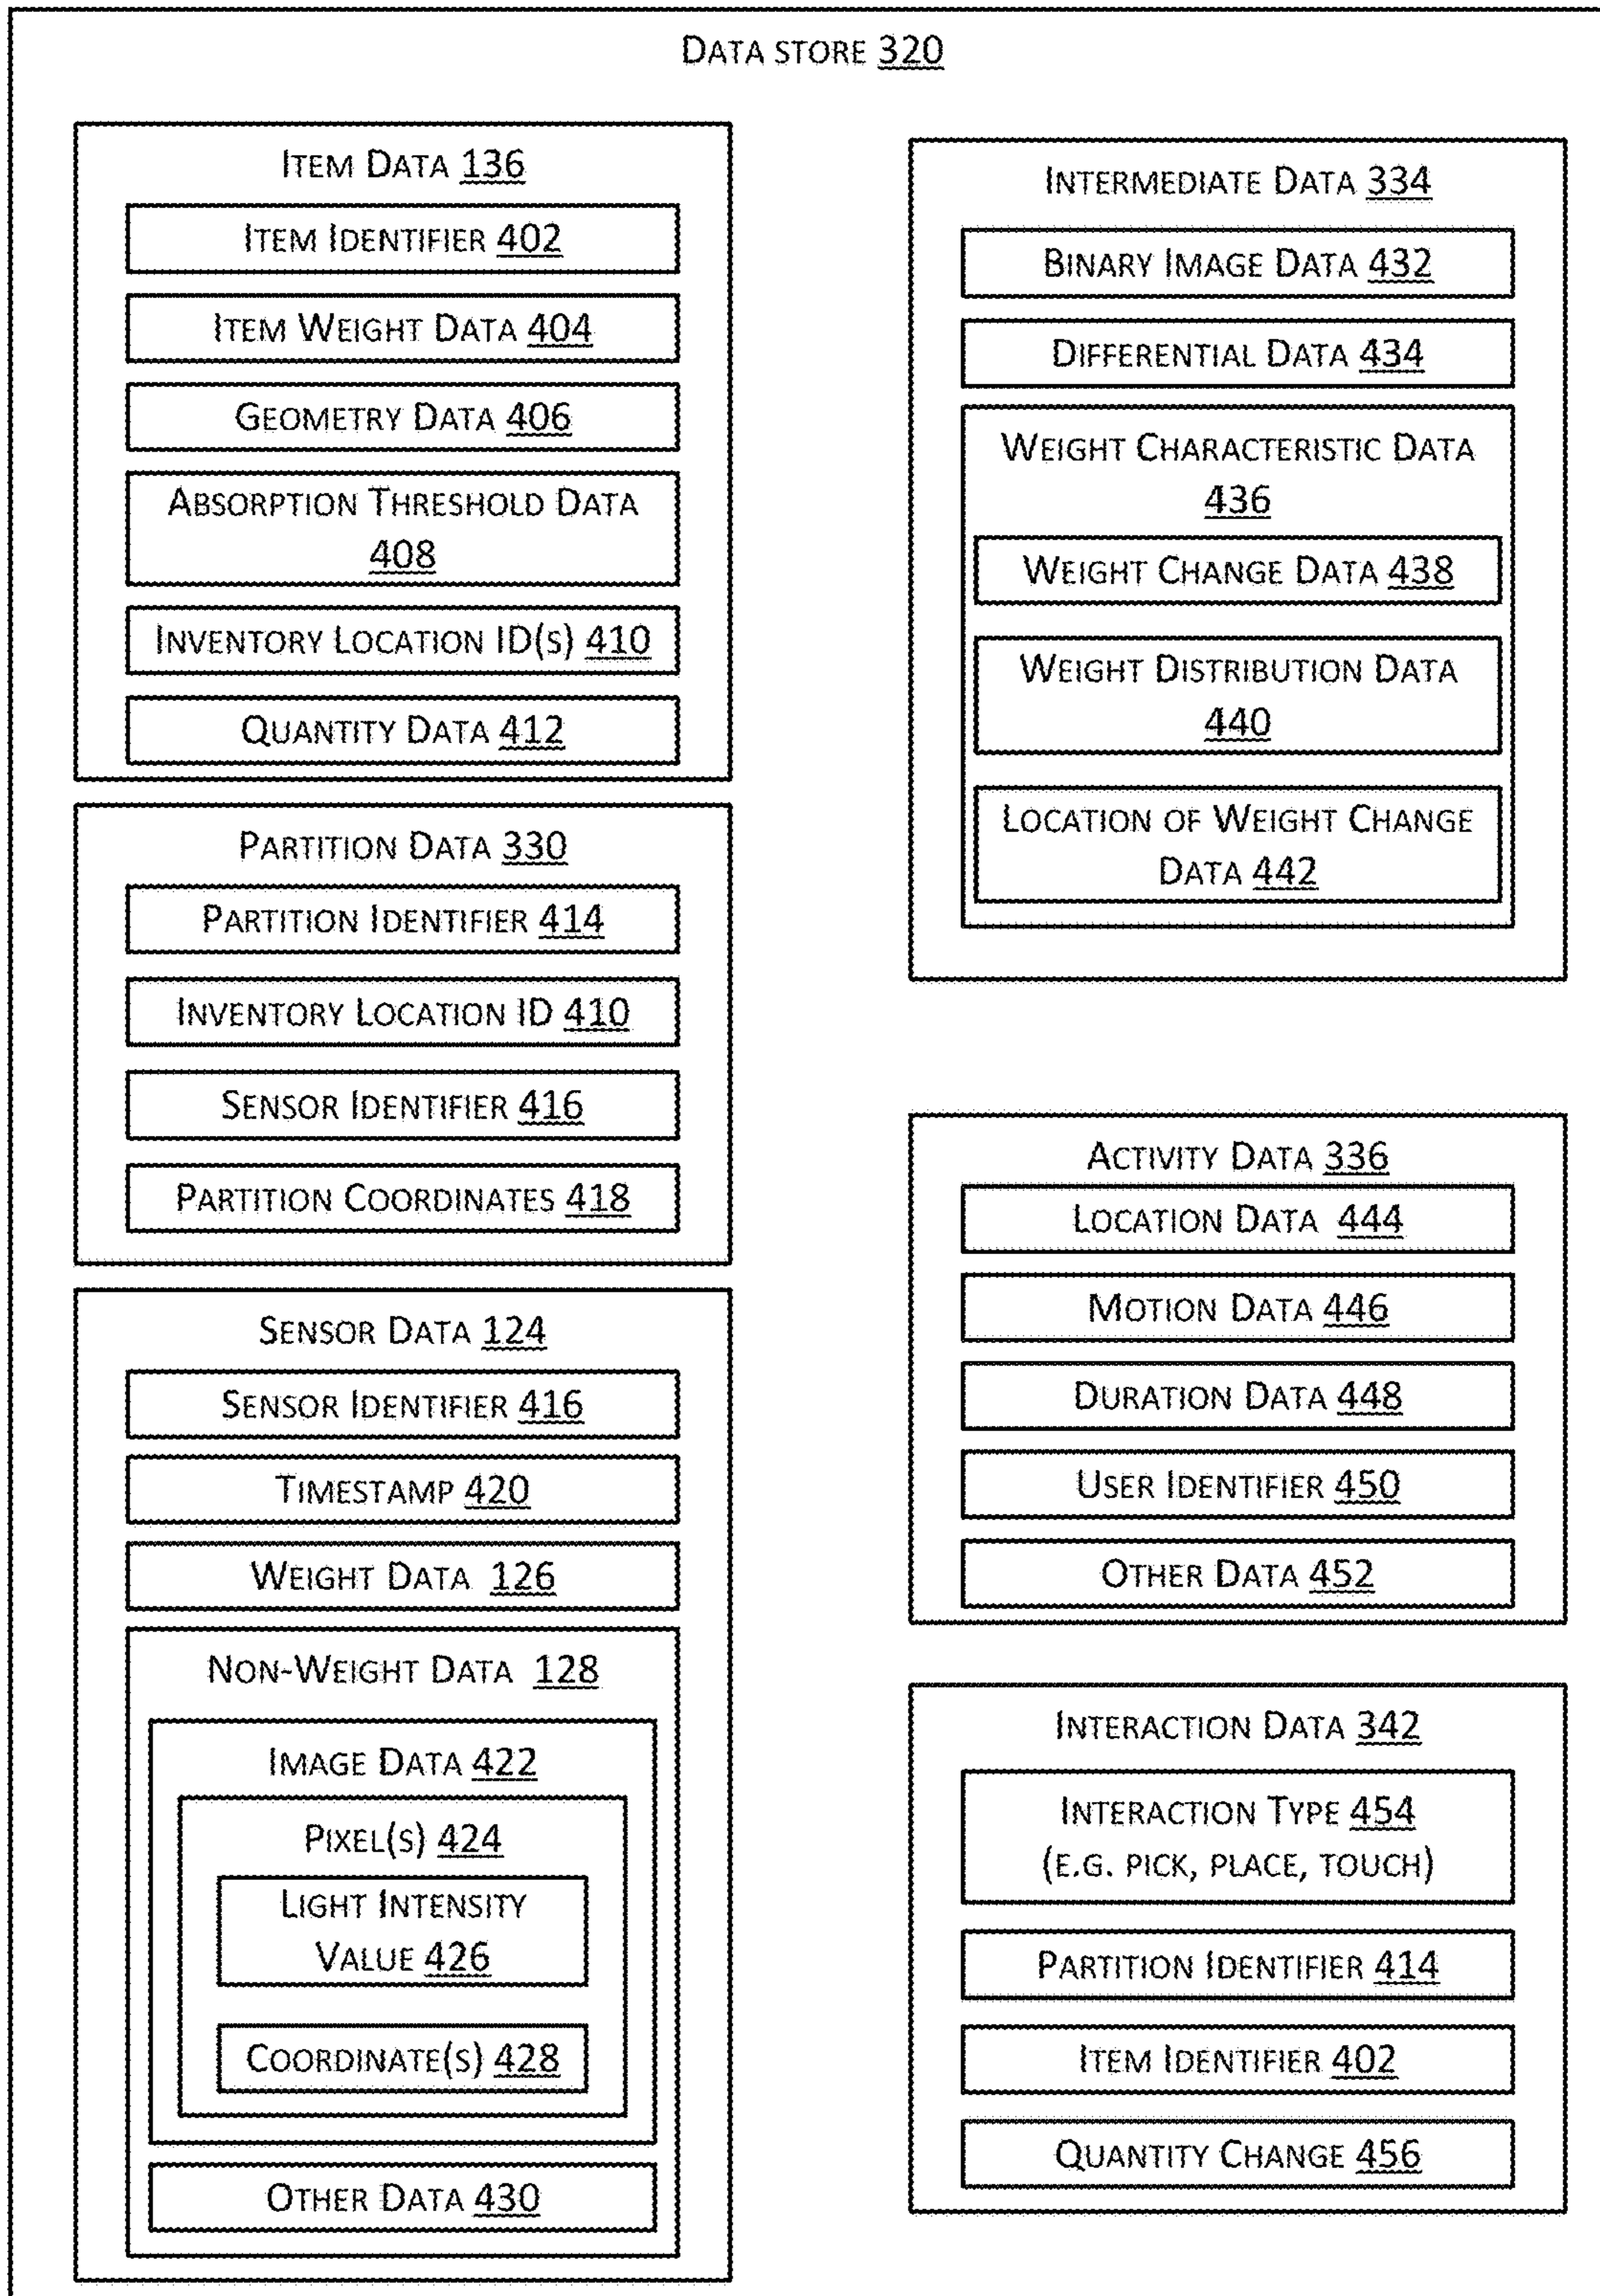 DATA STORE 320
ITEM DATA 136
ITEM IDENTIFIER 402
ITEM WEIGHT DATA 404
GEOMETRY DATA 406
ABSORPTION THRESHOLD DATA
408
INVENTORY LOCATION ID(S) 410
QUANTITY DATA 412
PARTITION DATA 330
PARTITION IDENTIFIER 414
INVENTORY LOCATION ID 410
SENSOR IDENTIFIER 416
PARTITION COORDINATES 418
SENSOR DATA 124
SENSOR IDENTIFIER 416
TIMESTAMP 420
WEIGHT DATA 126
NON-WEIGHT DATA 128
IMAGE DATA 422
PIXEL(S) 424
LIGHT INTENSITY
VALUE 426
COORDINATE(S) 428
OTHER DATA 430
INTERMEDIATE DATA 334
BINARY IMAGE DATA 432
DIFFERENTIAL DATA 434
WEIGHT CHARACTERISTIC DATA
436
WEIGHT CHANGE DATA 438
WEIGHT DISTRIBUTION DATA
440
LOCATION OF WEIGHT CHANGE
DATA 442
ACTIVITY DATA 336
LOCATION DATA 444
MOTION DATA 446
DURATION DATA 448
USER IDENTIFIER 450
OTHER DATA 452
INTERACTION DATA 342
INTERACTION TYPE 454
(E.G. PICK, PLACE, TOUCH)
PARTITION IDENTIFIER 414
ITEM IDENTIFIER 402
QUANTITY CHANGE 456